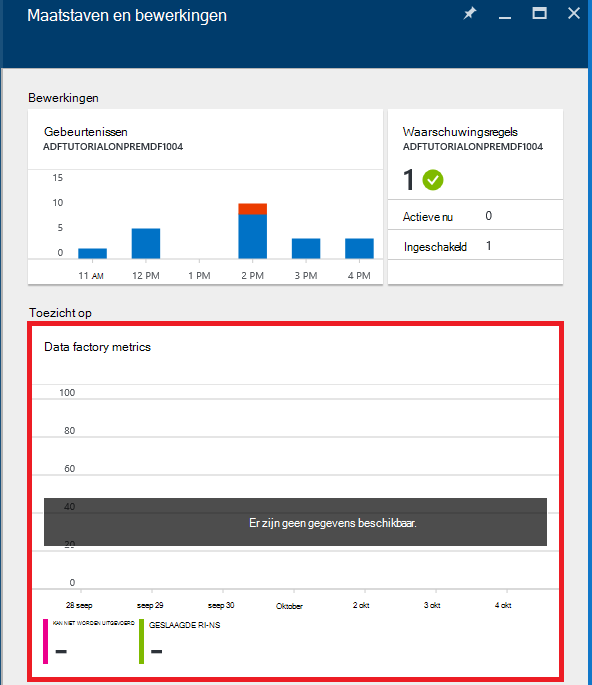 Maatstaven en bewerkingen
Bewerkingen
Gebeurtenissen
ADFTUTORIALONPREMDF1004
15
10
5
0
11 AM 12 PM 1 PM 2 PM 3 PM 4 PM
Waarschuwingsregels
ADFTUTORIALONPREMDF1004
1
Actieve nu 0
Ingeschakeld 1
Toezicht op
Data factory metrics
100
80
60
40
Er zijn geen gegevens beschikbaar.
20
0
28 seep seep 29 seep 30 Oktober 2 okt 3 okt 4 okt
KAN NIET WORDEN UITGEVOERD GESLAAGDE RI-NS
-- --